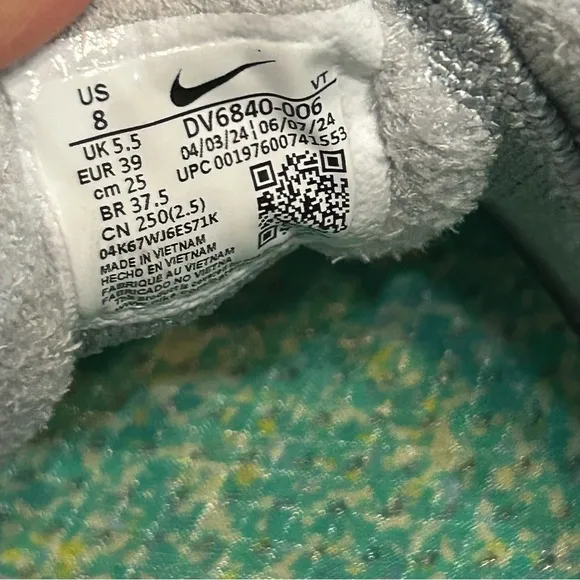 US
8
VT
DV6840-006
UK 5.5
04/03/24 | 06/07/24
EUR 39
UPC 00197600741553
cm 25
BR 37.5
CN 250(2.5)
04K67WJ6ES71K
MADE IN VIETNAM
HECHO EN VIETNAM
FABRIQUE AU VIETNAM
FABRICADO NO VIETNA